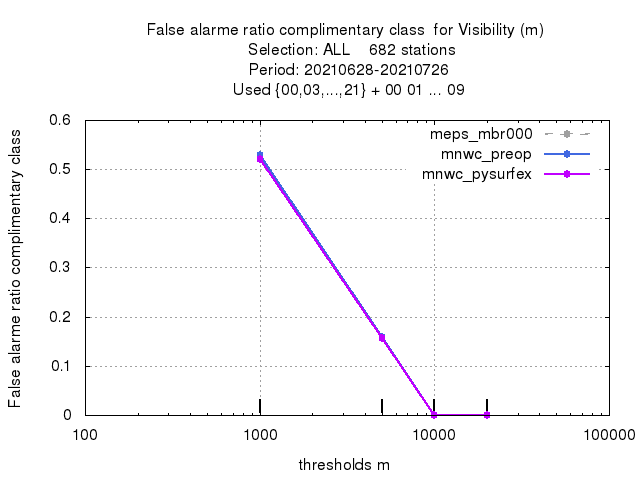 False alarme ratio complimentary class  for Visibility (m)
Selection: ALL    682 stations
Period: 20210628-20210726
Used {00,03,...,21} + 00 01 ... 09
False alarme ratio complimentary class
0.6
0.5
0.4
0.3
0.2
0.1
0
meps_mbr000
mnwc_preop
mnwc_pysurfex
100
1000
10000
100000
thresholds m